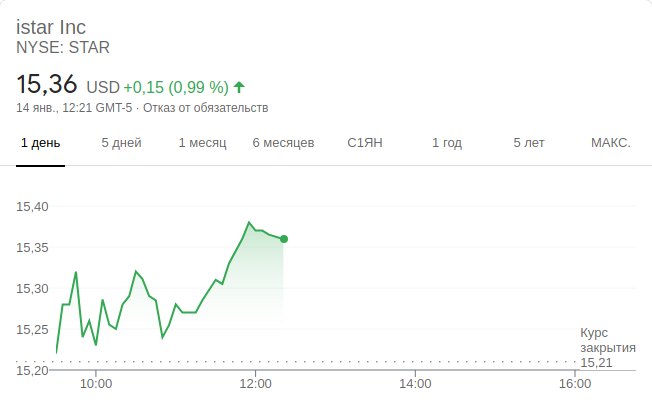 istar Inc
NYSE: STAR
15,36 USD +0,15 (0,99 %)
14 янв., 12:21 GMT-5 · Отказ от обязательств
1 день 5 дней 1 месяц 6 месяцев С1ЯН 1 год 5 лет МАКС.
15,40
15,35
15,30
15,25
15,20
Курс
закрытия
15,21
10:00 12:00 14:00 16:00